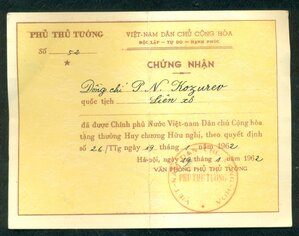 PHỦ THỦ TƯỚNG
VIỆT-NAM DÂN CHỦ CỘNG HÒA
ĐỘC LẬP - TỰ DO - HẠNH PHÚC
Số 52
CHỨNG NHẬN
Đồng chí P. N. Kozurev
quốc tịch Liên xô
đã được Chính phủ Nước Việt-nam Dân chủ Cộng hòa
tặng thưởng Huy chương Hữu nghị, theo quyết định
số 26/TTg ngày 19 tháng 1 năm 1962
Hà-nội, ngày 19 tháng 1 năm 1962
VĂN PHÒNG PHỦ THỦ TƯỚNG
PHỦ THỦ TƯỚNG